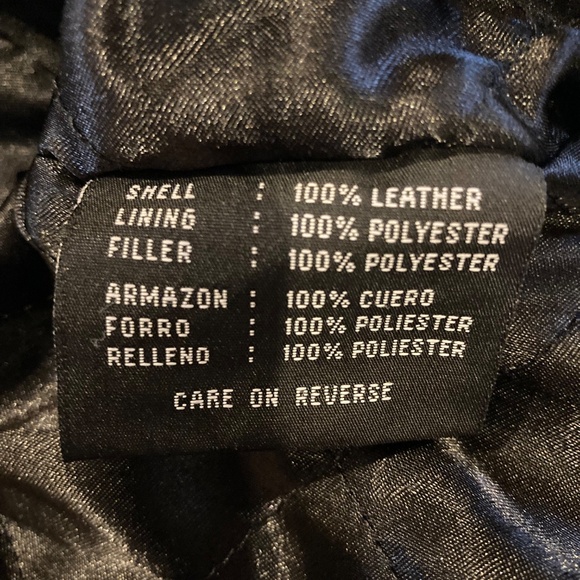 SHELL : 100% LEATHER
LINING : 100% POLYESTER
FILLER : 100% POLYESTER
ARMAZON : 100% CUERO
FORRO : 100% POLIESTER
RELLENO : 100% POLIESTER
CARE ON REVERSE